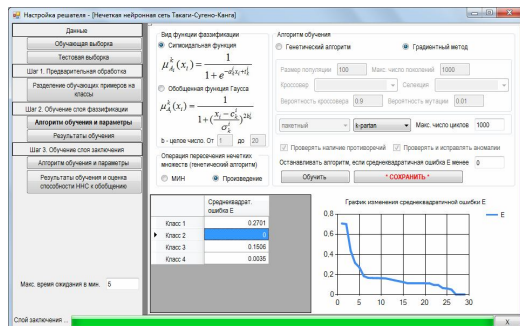 Настройка решателя - [Нечеткая нейронная сеть Такаги-Сугено-Канга]
Данные
Обучающая выборка
Тестовая выборка
Шаг 1. Предварительная обработка
Разделение обучающих примеров на классы
Шаг 2. Обучение слоя фаззификации
Алгоритм обучения и параметры
Результаты обучения
Шаг 3. Обучение слоя заключения
Алгоритм обучения и параметры
Результаты обучения и оценка способности ННС к обобщению
Макс. время ожидания в мин. 5
Вид функции фаззификации
Сигмоидальная функция
Обобщенная функция Гаусса
b - целое число. От 1 до 20
Операция пересечения нечетких множеств (генетический алгоритм)
МИН Произведение
Алгоритм обучения
Генетический алгоритм Градиентный метод
Размер популяции 100 Макс. число поколений 1000
Кроссовер Селекция
Вероятность кроссовера 0.9 Вероятность мутации 0.01
пакетный k-partan Макс. число циклов 1000
Проверять наличие противоречий Проверять и исправлять аномалии
Останавливать алгоритм, если среднеквадратичная ошибка E менее 0
Обучить * СОХРАНИТЬ *
Среднеквадрат. ошибка E
Класс 1 0.2701
Класс 2 0
Класс 3 0.1506
Класс 4 0.0035
График изменения среднеквадратичной ошибки E
E
0,8
0,6
0,4
0,2
0
0 5 10 15 20 25 30
Слой заключения ...
X